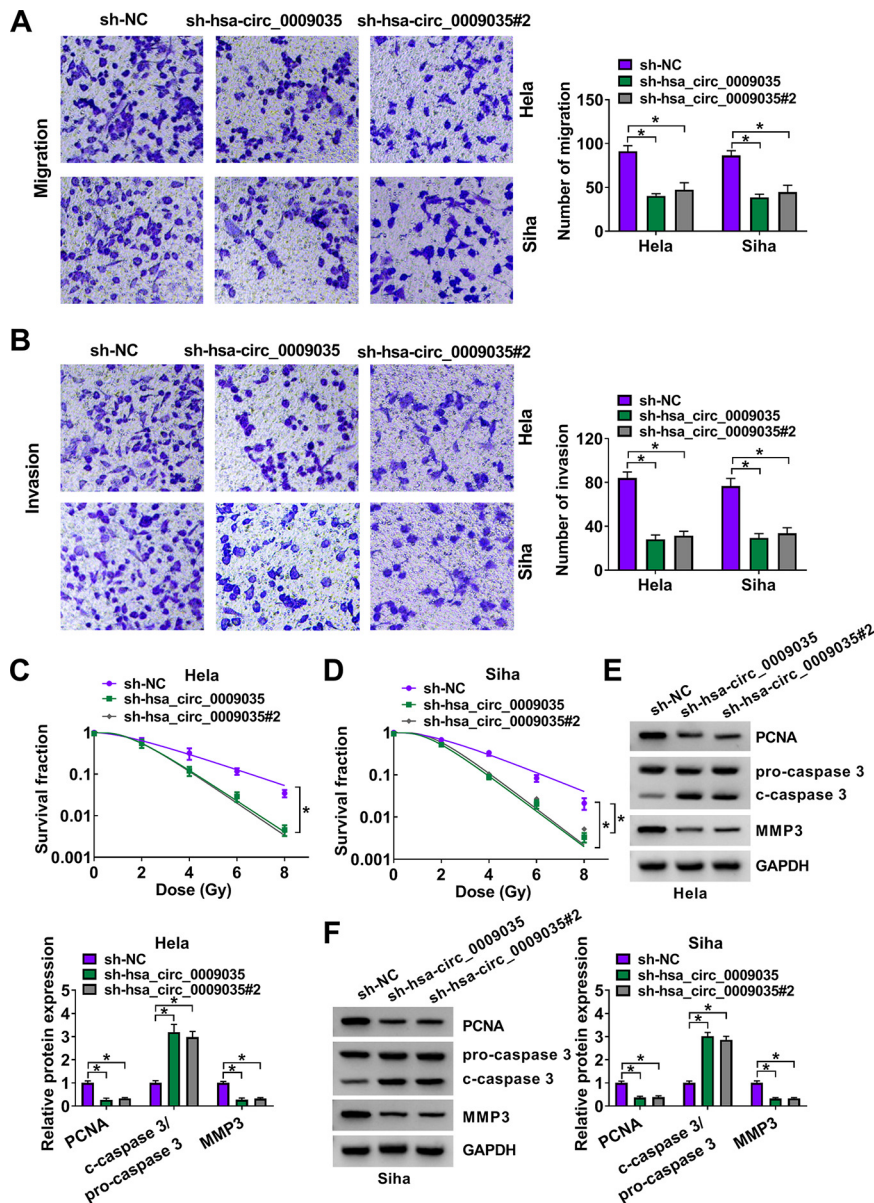 A
sh-NC
sh-hsa-circ_0009035
sh-hsa-circ_0009035#2
Migration
Hela
Siha
sh-NC
sh-hsa_circ_0009035
sh-hsa_circ_0009035#2
Number of migration
150
100
50
0
*
*
*
*
Hela
Siha
B
sh-NC
sh-hsa-circ_0009035
sh-hsa-circ_0009035#2
Invasion
Hela
Siha
sh-NC
sh-hsa_circ_0009035
sh-hsa_circ_0009035#2
Number of invasion
120
80
40
0
*
*
*
*
Hela
Siha
C
Hela
sh-NC
sh-hsa_circ_0009035
sh-hsa_circ_0009035#2
Survival fraction
1
0.1
0.01
0.001
0
2
4
6
8
*
Dose (Gy)
D
Siha
sh-NC
sh-hsa_circ_0009035
sh-hsa_circ_0009035#2
Survival fraction
1
0.1
0.01
0.001
0
2
4
6
8
*
*
Dose (Gy)
E
sh-NC
sh-hsa-circ_0009035
sh-hsa-circ_0009035#2
PCNA
pro-caspase 3
c-caspase 3
MMP3
GAPDH
Hela
Hela
sh-NC
sh-hsa_circ_0009035
sh-hsa_circ_0009035#2
Relative protein expression
5
4
3
2
1
0
*
*
*
*
*
*
PCNA
c-caspase 3/
pro-caspase 3
MMP3
F
sh-NC
sh-hsa-circ_0009035
sh-hsa-circ_0009035#2
PCNA
pro-caspase 3
c-caspase 3
MMP3
GAPDH
Siha
Siha
sh-NC
sh-hsa_circ_0009035
sh-hsa_circ_0009035#2
Relative protein expression
5
4
3
2
1
0
*
*
*
*
*
*
PCNA
c-caspase 3/
pro-caspase 3
MMP3